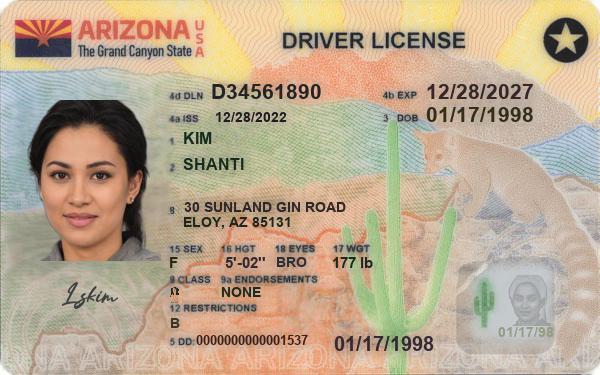 ARIZONA USA
The Grand Canyon State
DRIVER LICENSE
4d DLN D34561890
4b EXP 12/28/2027
4a ISS 12/28/2022
3 DOB 01/17/1998
1 KIM
2 SHANTI
8 30 SUNLAND GIN ROAD
ELOY, AZ 85131
15 SEX 16 HGT 18 EYES 17 WGT
F 5'-02" BRO 177 lb
9 CLASS 9a ENDORSEMENTS
NONE
12 RESTRICTIONS
B
5 DD: 0000000000001537
01/17/1998
01/17/98
ARIZONA ARIZONA ARIZONA